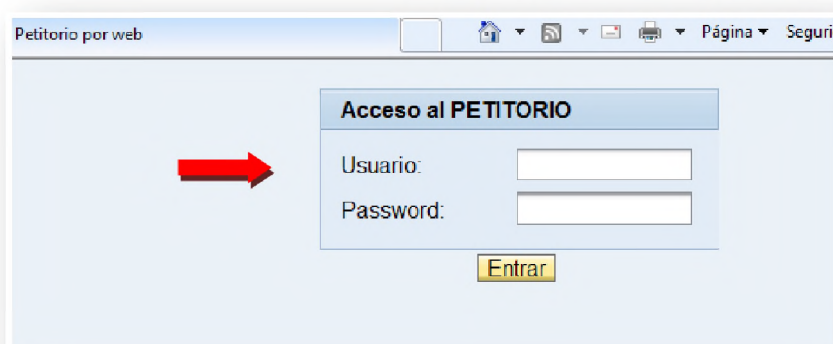 Petitorio por web
Página
Acceso al PETITORIO
Usuario:
Password:
Entrar